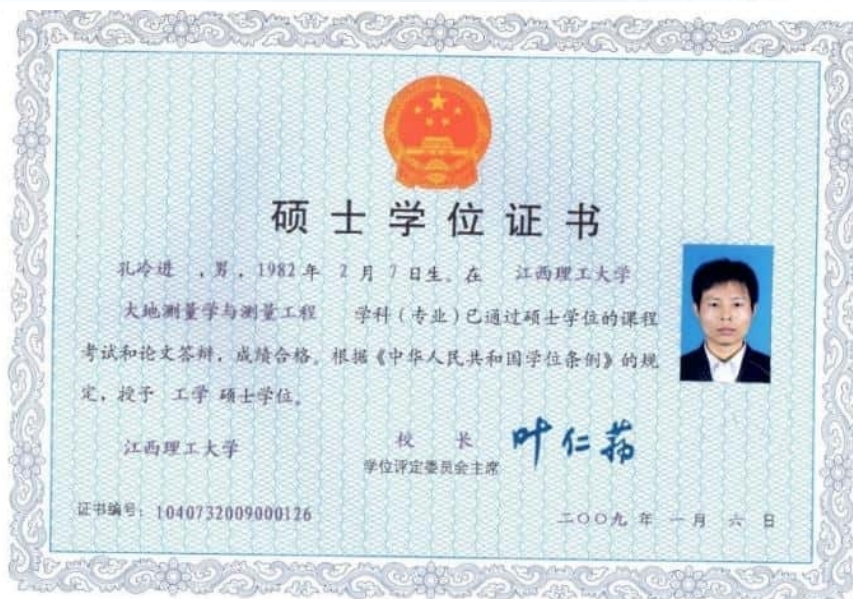 硕士学位证书
孔冷进 ，男，1982年 2月 7日生。在 江西理工大学
大地测量学与测量工程 学科（专业）已通过硕士学位的课程
考试和论文答辩，成绩合格。根据《中华人民共和国学位条例》的规
定，授予 工学 硕士学位。
江西理工大学 校 长 叶仁荪
学位评定委员会主席
证书编号：1040732009000126 二〇〇九 年 一 月 六 日